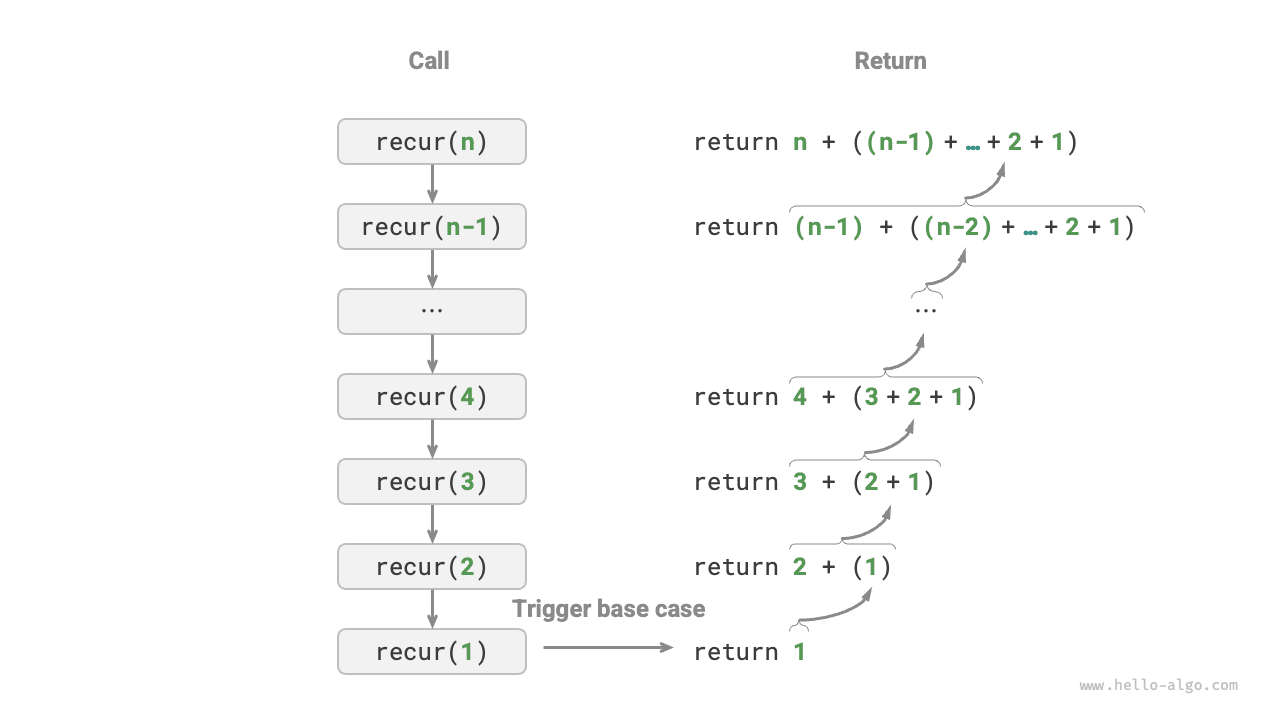 Call
Return
recur(n)
return n + ((n-1) + … + 2 + 1)
recur(n-1)
return (n-1) + ((n-2) + … + 2 + 1)
…
…
recur(4)
return 4 + (3 + 2 + 1)
recur(3)
return 3 + (2 + 1)
recur(2)
return 2 + (1)
Trigger base case
recur(1)
return 1
www.hello-algo.com